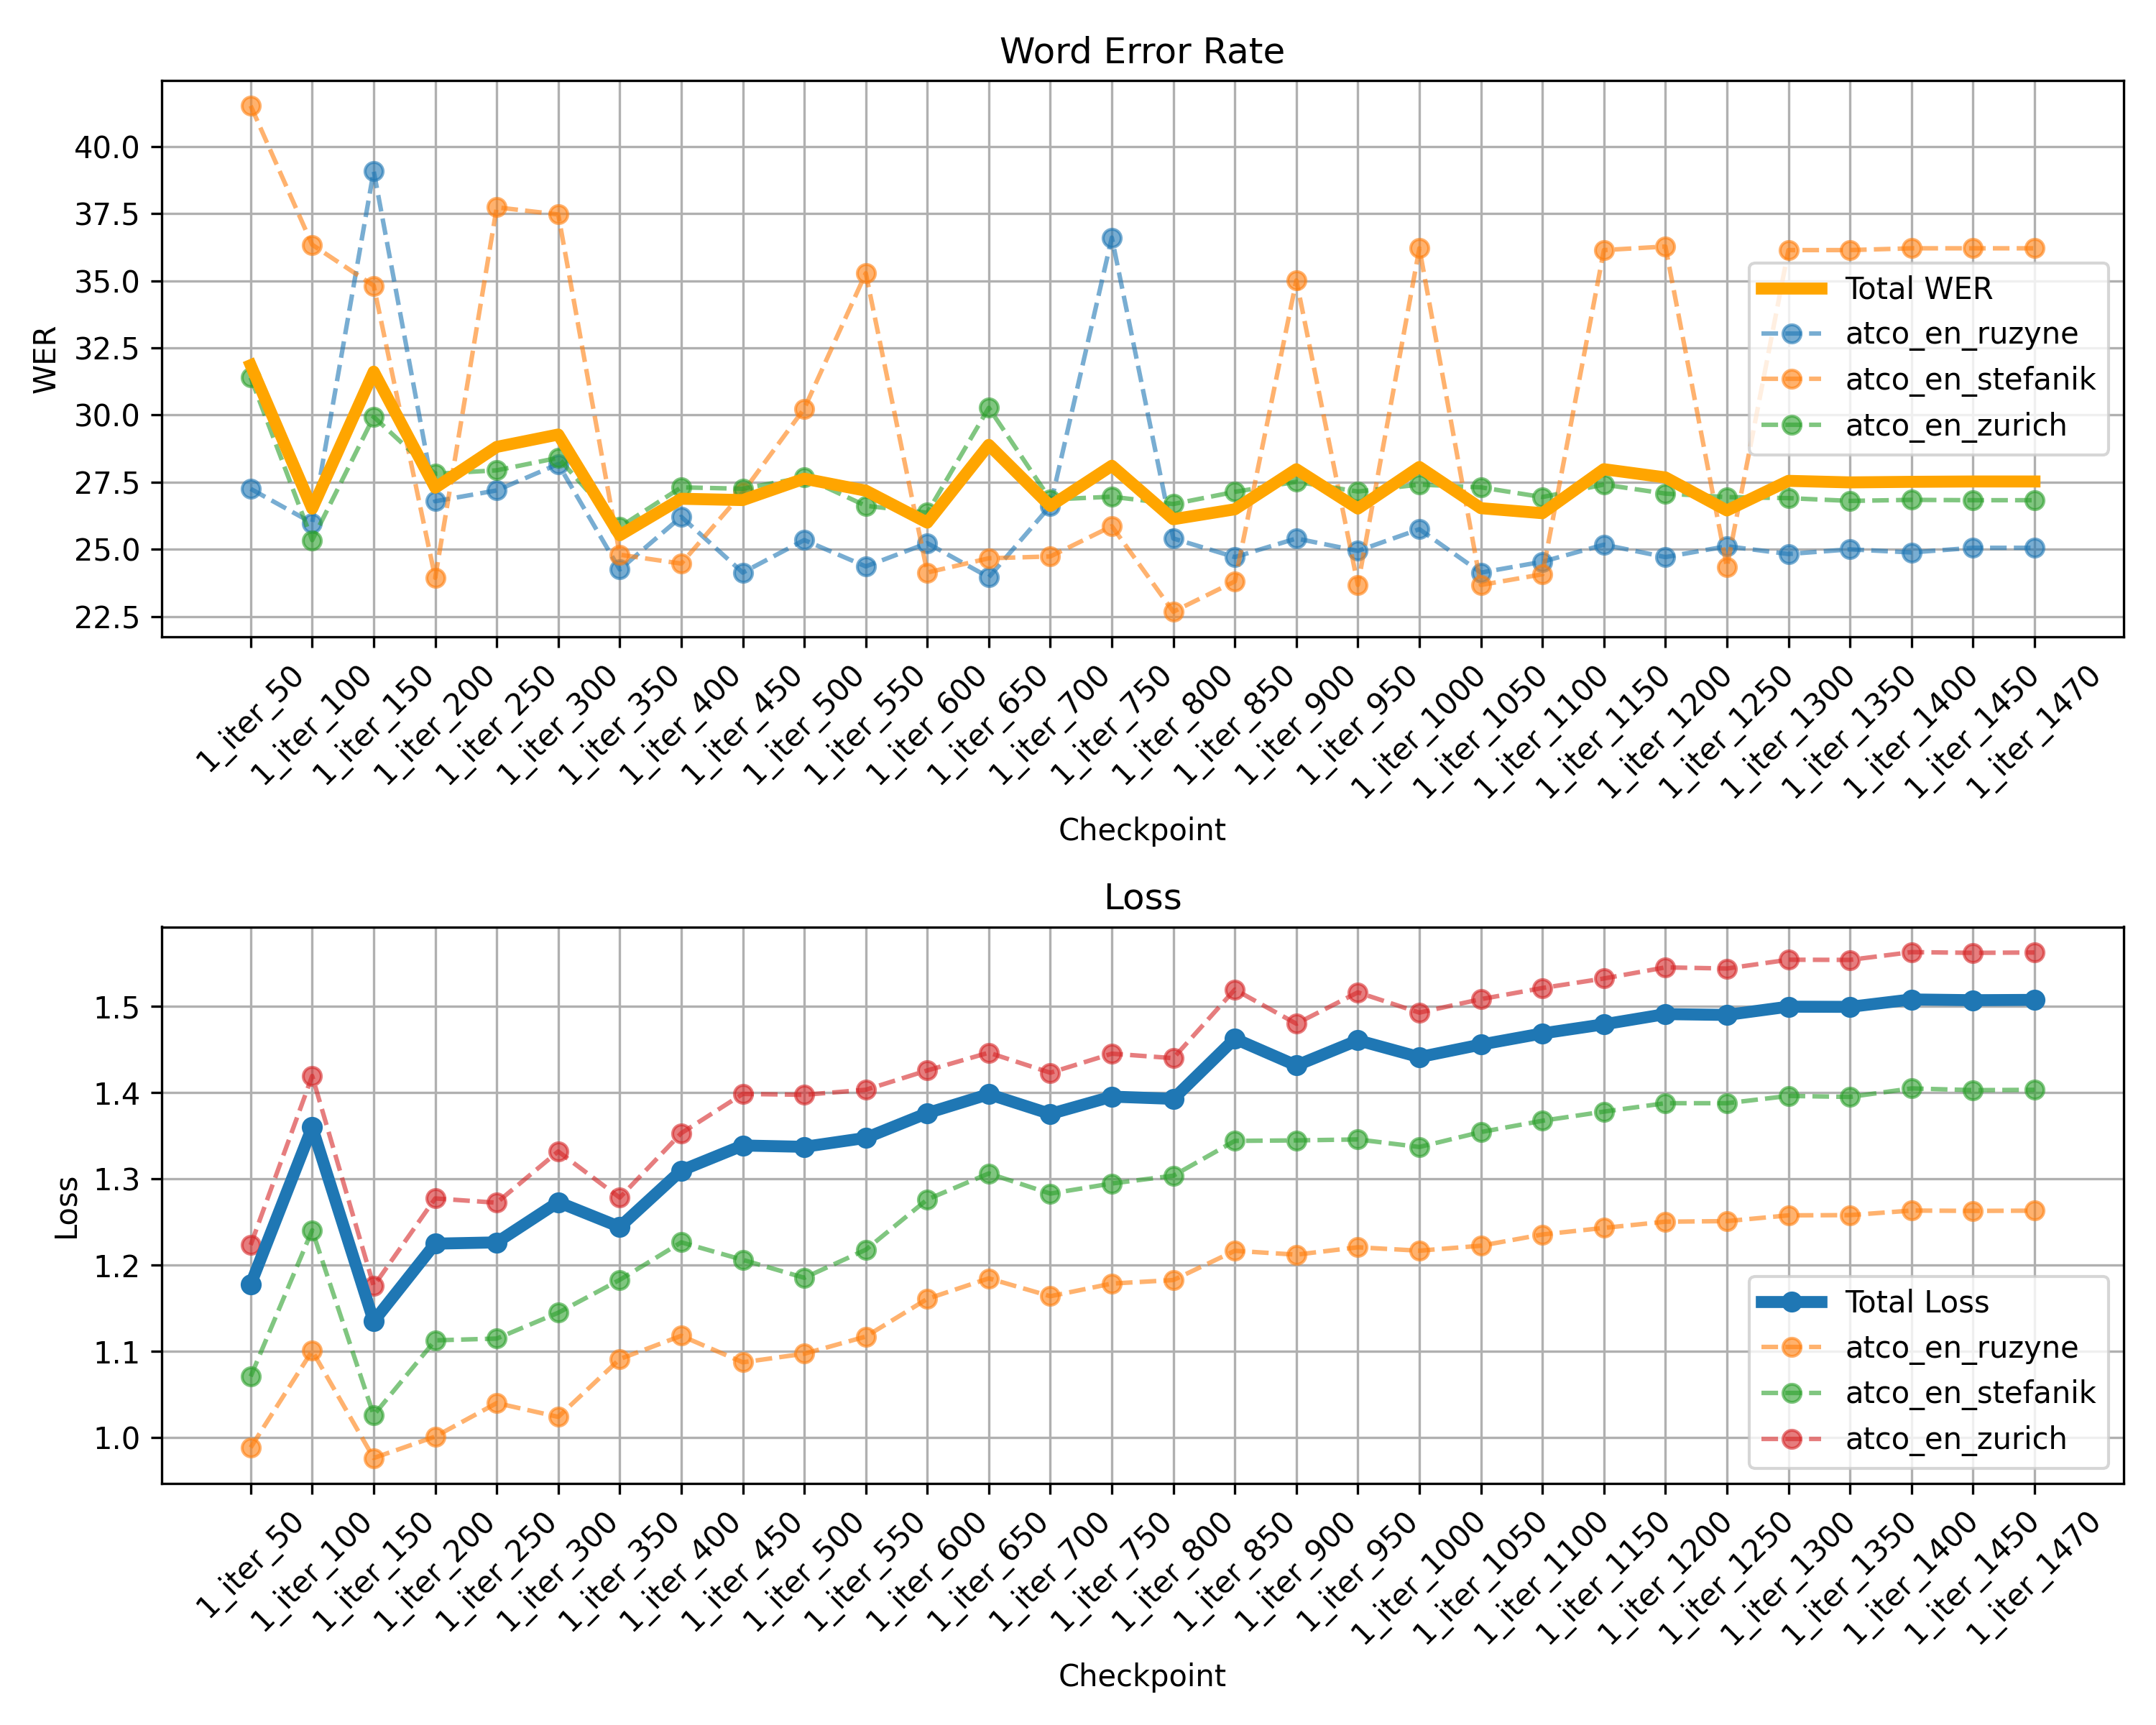 Word Error Rate
WER
40.0
37.5
35.0
32.5
30.0
27.5
25.0
22.5
Total WER
atco_en_ruzyne
atco_en_stefanik
atco_en_zurich
1_iter_50
1_iter_100
1_iter_150
1_iter_200
1_iter_250
1_iter_300
1_iter_350
1_iter_400
1_iter_450
1_iter_500
1_iter_550
1_iter_600
1_iter_650
1_iter_700
1_iter_750
1_iter_800
1_iter_850
1_iter_900
1_iter_950
1_iter_1000
1_iter_1050
1_iter_1100
1_iter_1150
1_iter_1200
1_iter_1250
1_iter_1300
1_iter_1350
1_iter_1400
1_iter_1450
1_iter_1470
Checkpoint
Loss
Loss
1.5
1.4
1.3
1.2
1.1
1.0
Total Loss
atco_en_ruzyne
atco_en_stefanik
atco_en_zurich
1_iter_50
1_iter_100
1_iter_150
1_iter_200
1_iter_250
1_iter_300
1_iter_350
1_iter_400
1_iter_450
1_iter_500
1_iter_550
1_iter_600
1_iter_650
1_iter_700
1_iter_750
1_iter_800
1_iter_850
1_iter_900
1_iter_950
1_iter_1000
1_iter_1050
1_iter_1100
1_iter_1150
1_iter_1200
1_iter_1250
1_iter_1300
1_iter_1350
1_iter_1400
1_iter_1450
1_iter_1470
Checkpoint